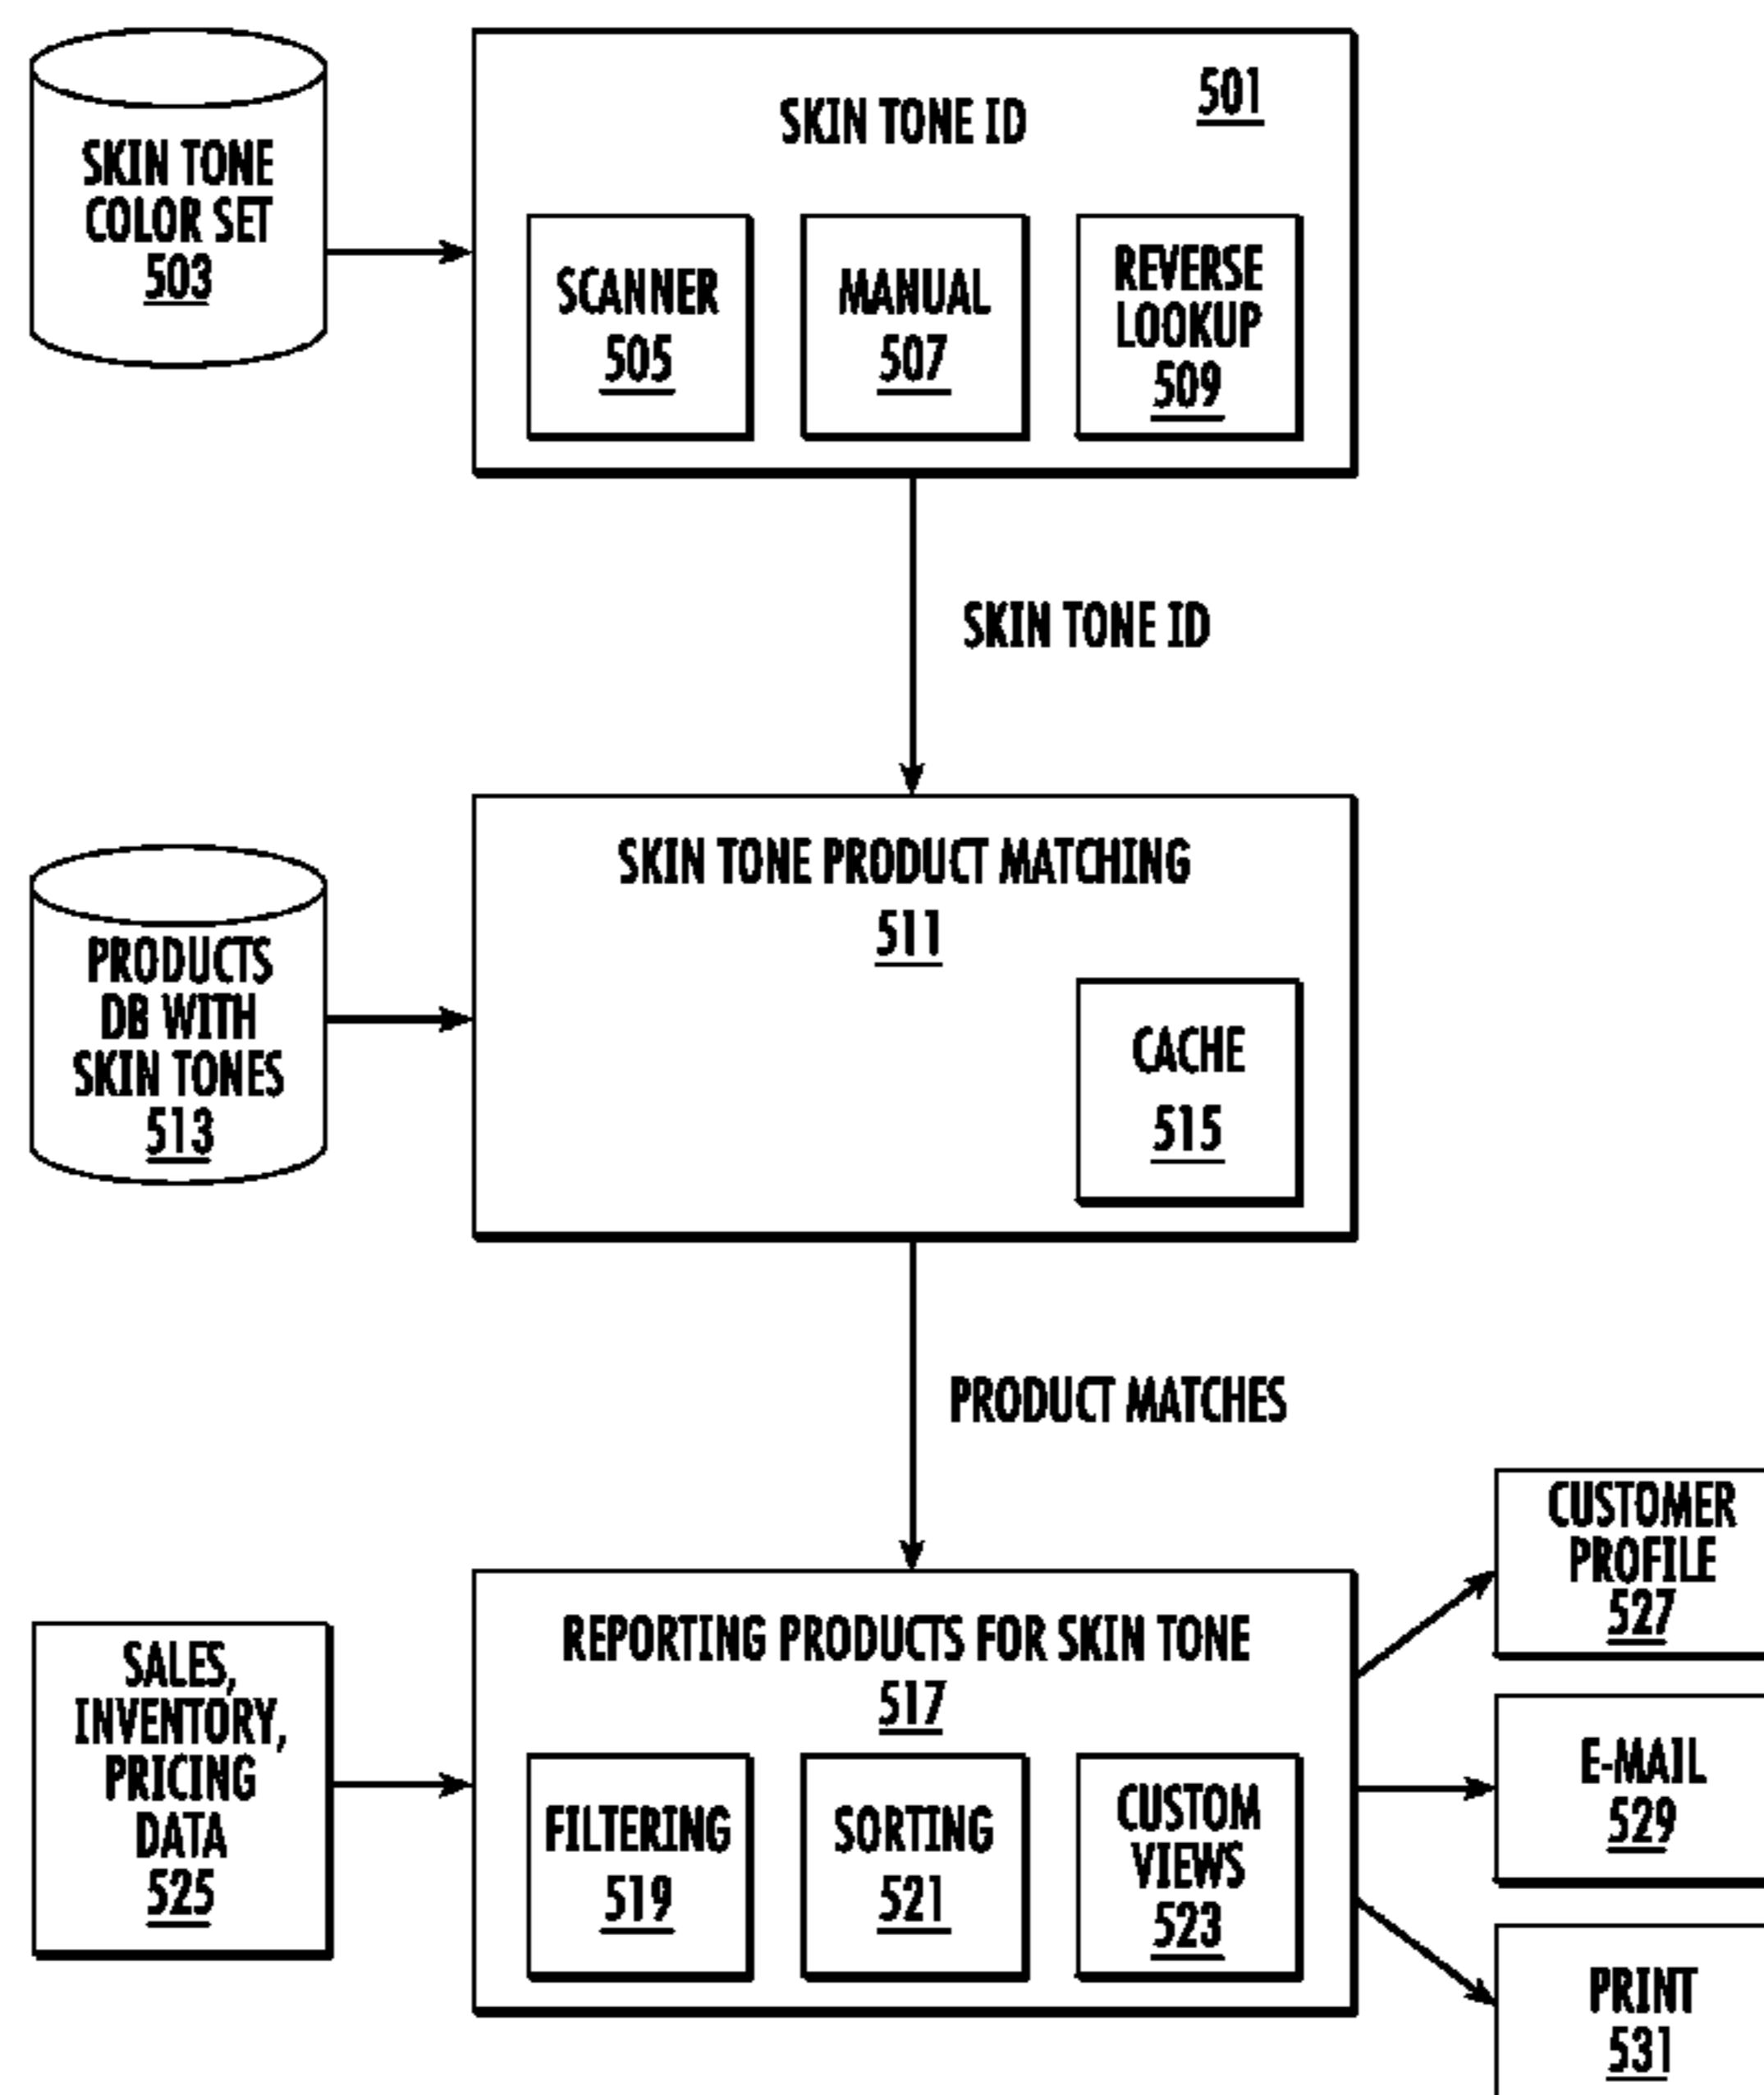 SKIN TONE
COLOR SET
503
SKIN TONE ID
501
SCANNER
505
MANUAL
507
REVERSE
LOOKUP
509
SKIN TONE ID
PRODUCTS
DB WITH
SKIN TONES
513
SKIN TONE PRODUCT MATCHING
511
CACHE
515
PRODUCT MATCHES
SALES,
INVENTORY,
PRICING
DATA
525
REPORTING PRODUCTS FOR SKIN TONE
517
FILTERING
519
SORTING
521
CUSTOM
VIEWS
523
CUSTOMER
PROFILE
527
E-MAIL
529
PRINT
531